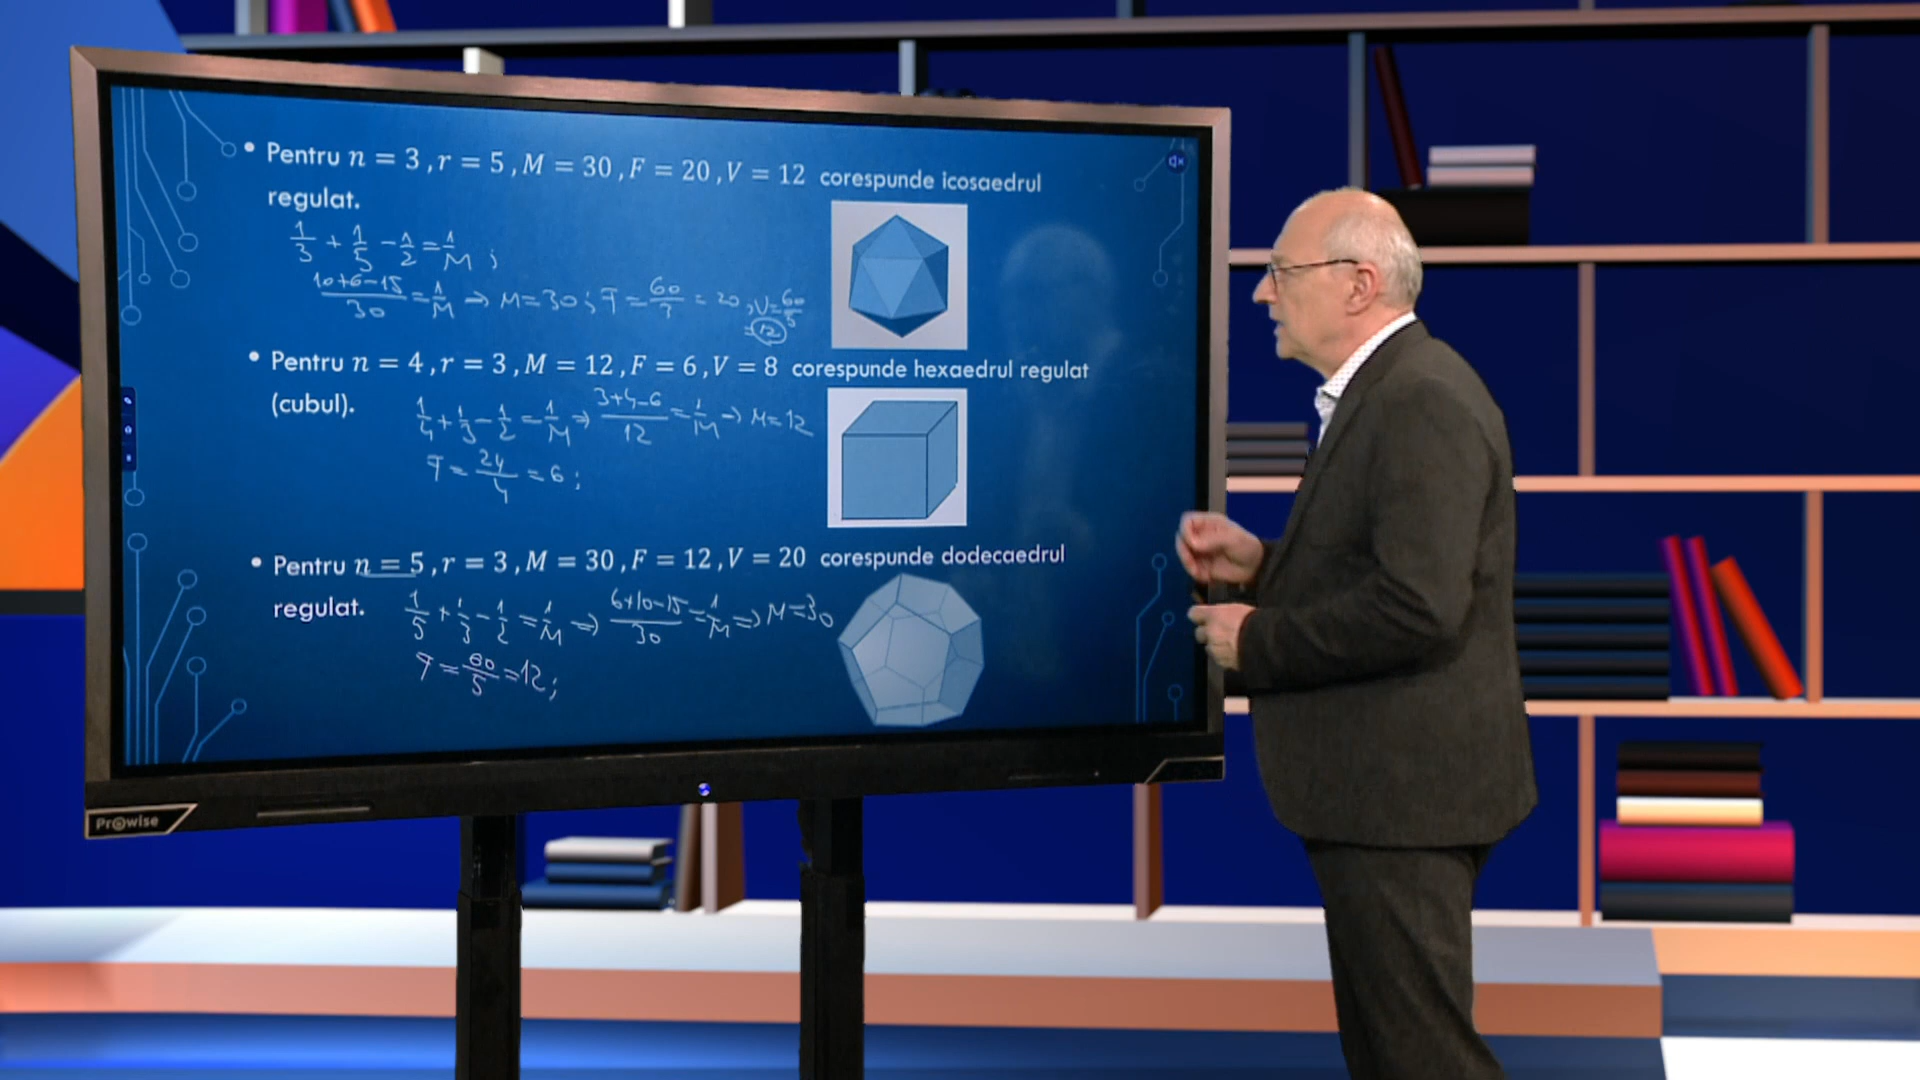 • Pentru n = 3 , r = 5 , M = 30 , F = 20 , V = 12 corespunde icosaedrul
regulat.
1/3 + 1/5 − 1/2 = 1/M ;
(10+6−15)/30 = 1/M ⇒ M=30 ; F = 60/3 = 20 , V = 60/5
= 12
• Pentru n = 4 , r = 3 , M = 12 , F = 6 , V = 8 corespunde hexaedrul regulat
(cubul).
1/4 + 1/3 − 1/2 = 1/M ⇒ (3+4−6)/12 = 1/M ⇒ M=12
F = 24/4 = 6 ;
• Pentru n = 5 , r = 3 , M = 30 , F = 12 , V = 20 corespunde dodecaedrul
regulat.
1/5 + 1/3 − 1/2 = 1/M ⇒ (6+10−15)/30 = 1/M ⇒ M=30
F = 60/5 = 12 ;
Prowise